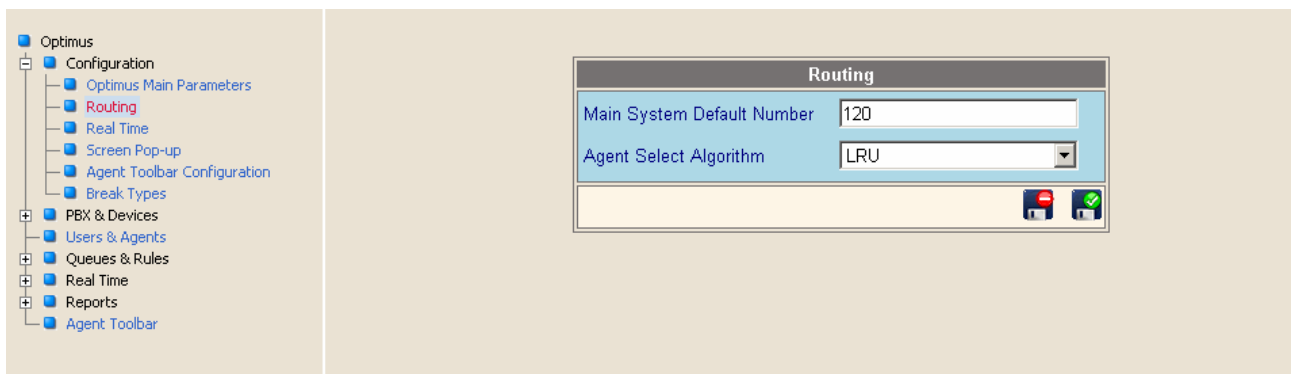 Optimus
Configuration
Optimus Main Parameters
Routing
Real Time
Screen Pop-up
Agent Toolbar Configuration
Break Types
PBX & Devices
Users & Agents
Queues & Rules
Real Time
Reports
Agent Toolbar
Routing
Main System Default Number 120
Agent Select Algorithm LRU